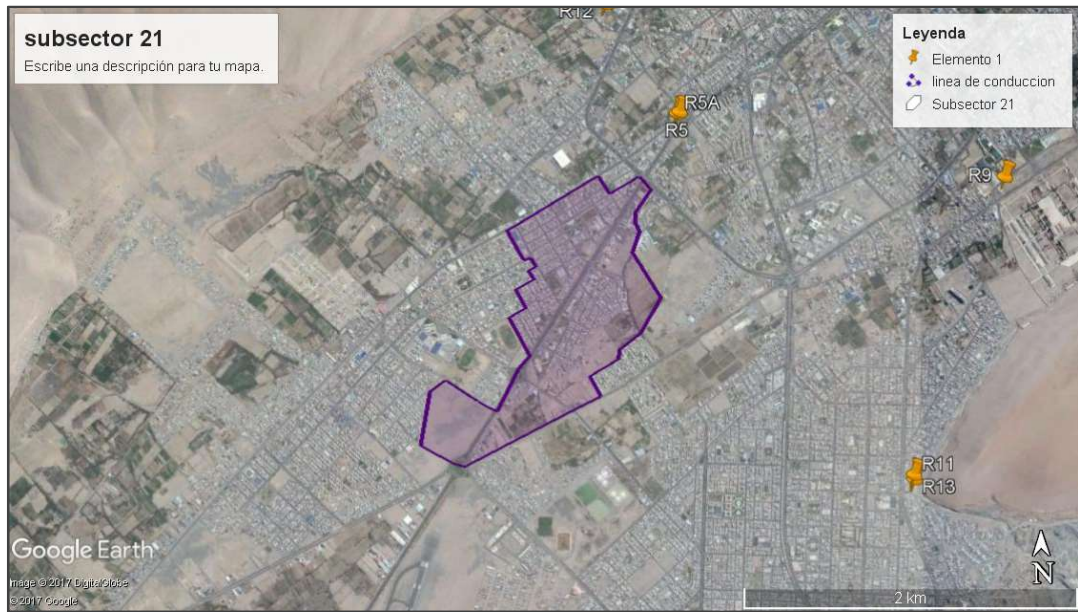 subsector 21
Escribe una descripción para tu mapa.
Leyenda
Elemento 1
linea de conduccion
Subsector 21
R12
R5A
R5
R9
R11
R13
Google Earth
Image © 2017 DigitalGlobe
© 2017 Google
N
2 km